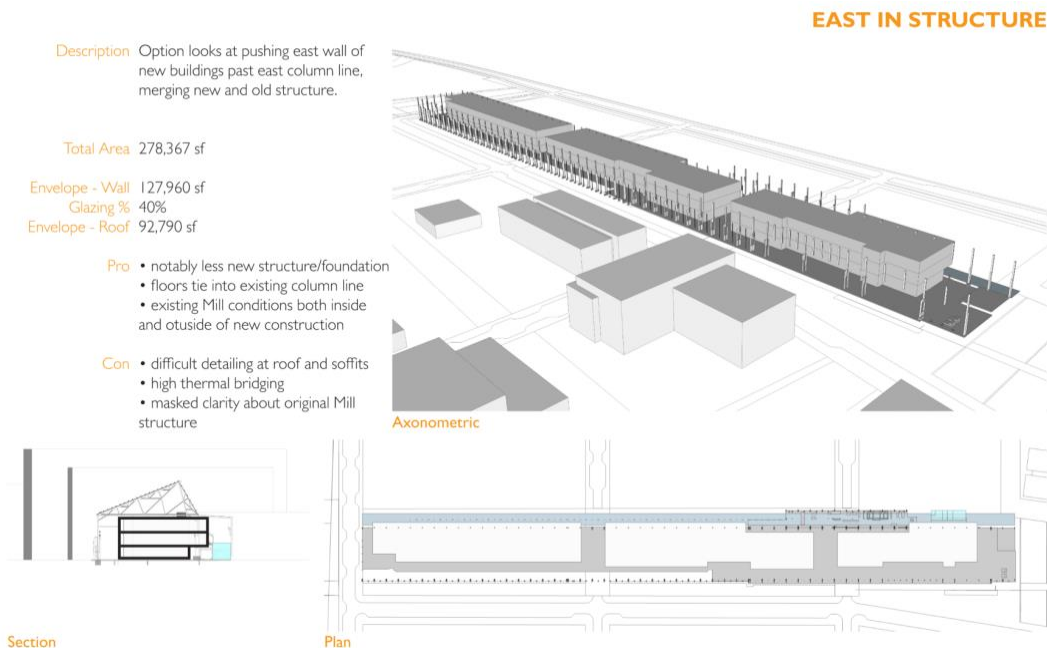 EAST IN STRUCTURE
Description Option looks at pushing east wall of
new buildings past east column line,
merging new and old structure.
Total Area 278,367 sf
Envelope - Wall 127,960 sf
Glazing % 40%
Envelope - Roof 92,790 sf
Pro • notably less new structure/foundation
• floors tie into existing column line
• existing Mill conditions both inside
and otuside of new construction
Con • difficult detailing at roof and soffits
• high thermal bridging
• masked clarity about original Mill
structure
Axonometric
Section
Plan